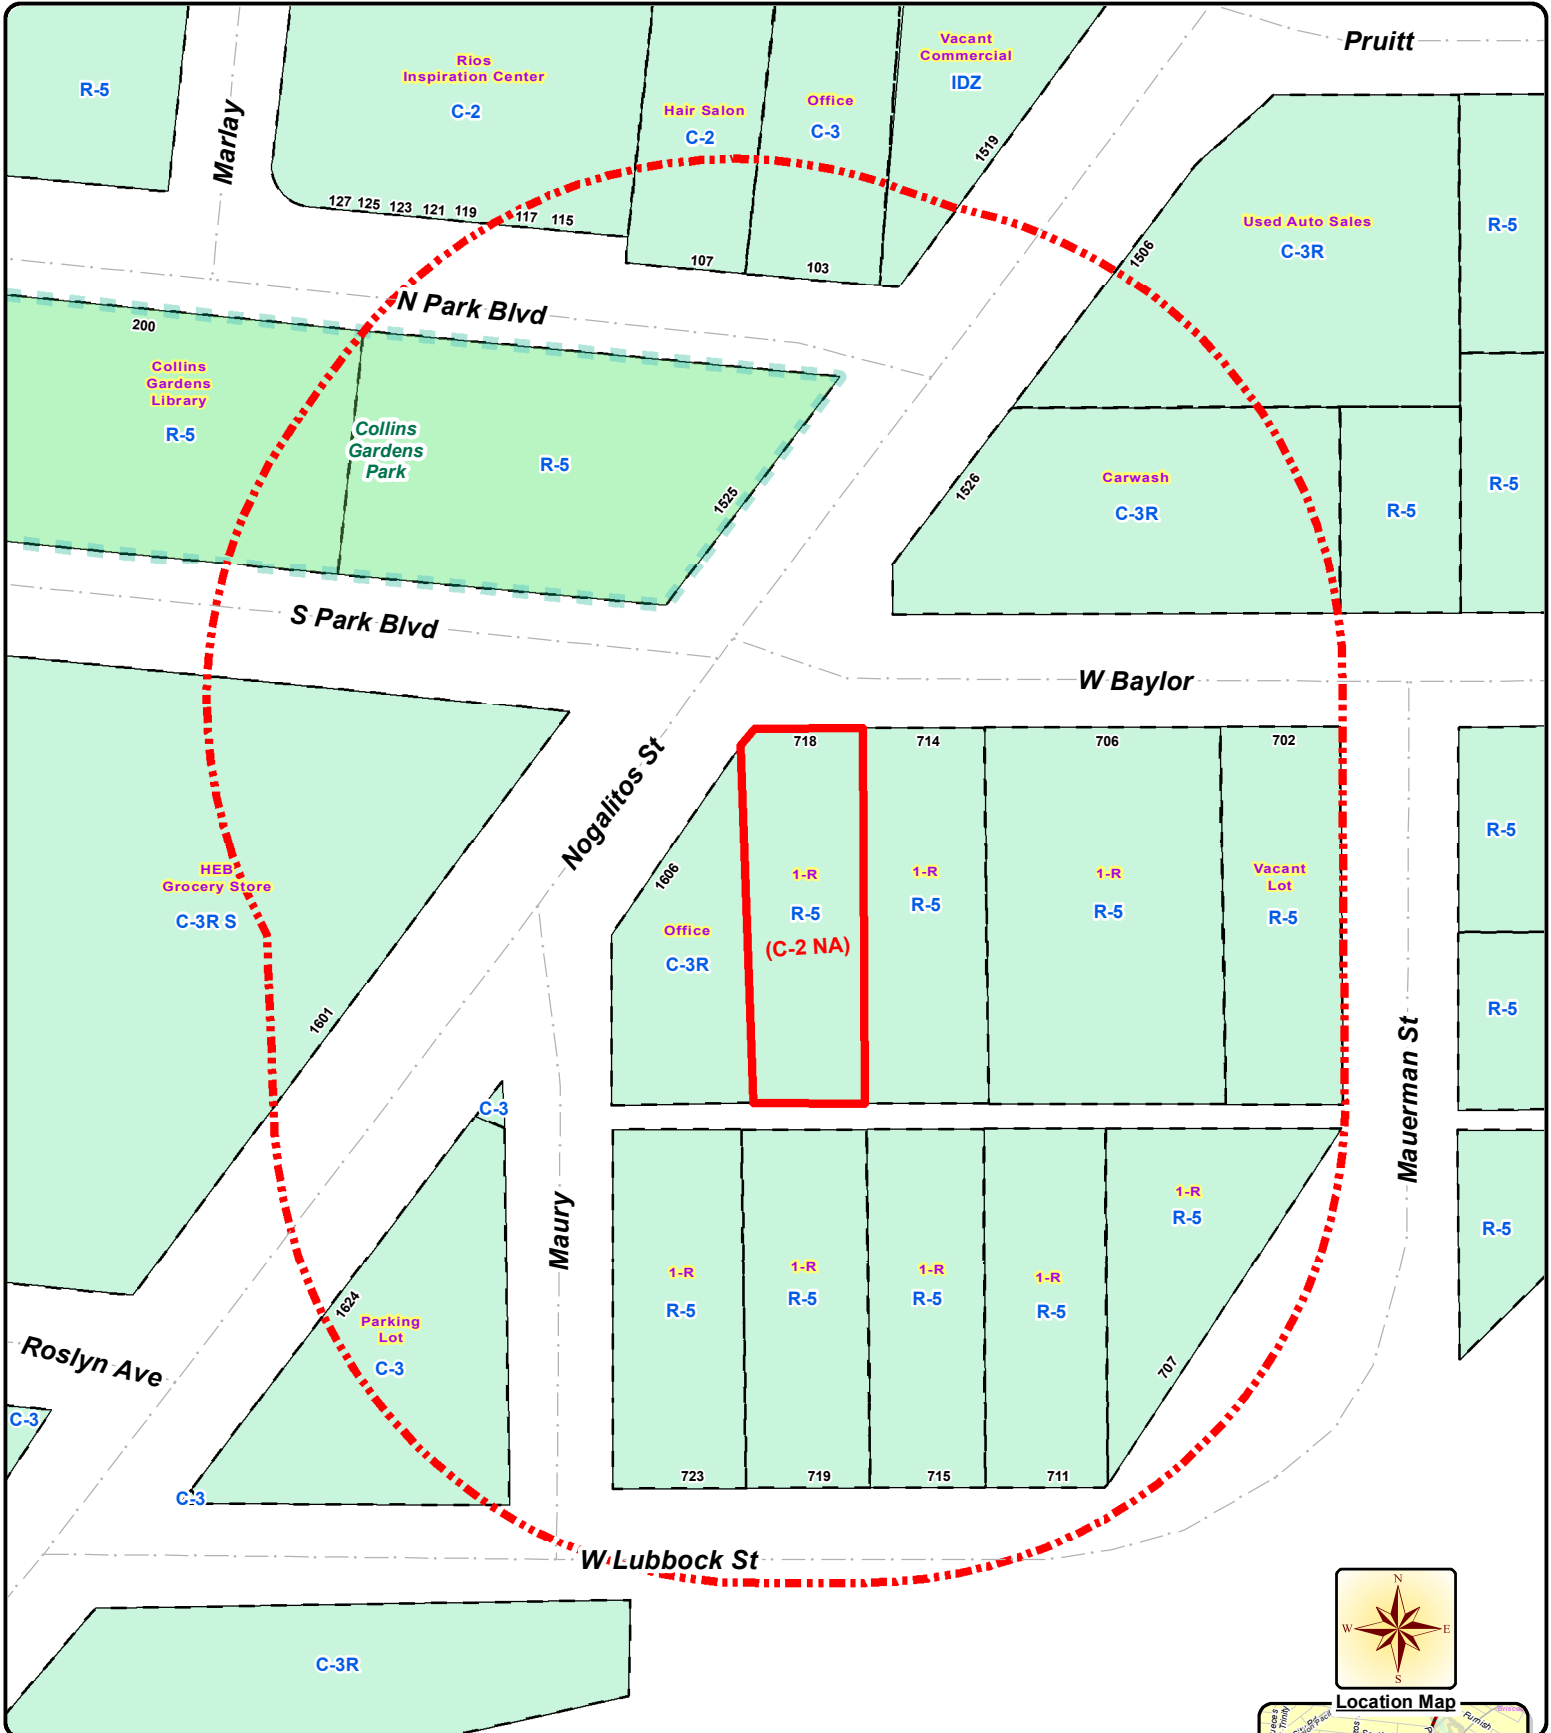 Pruitt
Vacant
Commercial
IDZ
Rios
Inspiration Center
C-2
R-5
Office
C-3
Hair Salon
C-2
Marlay
1519
127 125 123 121 119 117 115
Used Auto Sales
C-3R
R-5
1506
107
103
N Park Blvd
200
Collins
Gardens
Library
R-5
Collins
Gardens
Park
R-5
1525
1526
Carwash
C-3R
R-5
R-5
S Park Blvd
W Baylor
718
714
706
702
Nogalitos St
HEB
Grocery Store
C-3R S
1606
Office
C-3R
1-R
R-5
(C-2 NA)
1-R
R-5
1-R
R-5
Vacant
Lot
R-5
R-5
R-5
1601
C-3
Mauerman St
Maury
1-R
R-5
R-5
1-R
R-5
1-R
R-5
1-R
R-5
1-R
R-5
1624
Parking
Lot
C-3
Roslyn Ave
707
C-3
723
719
715
711
C-3
W Lubbock St
C-3R
N
W
E
S
Location Map
Furnish
Trinity